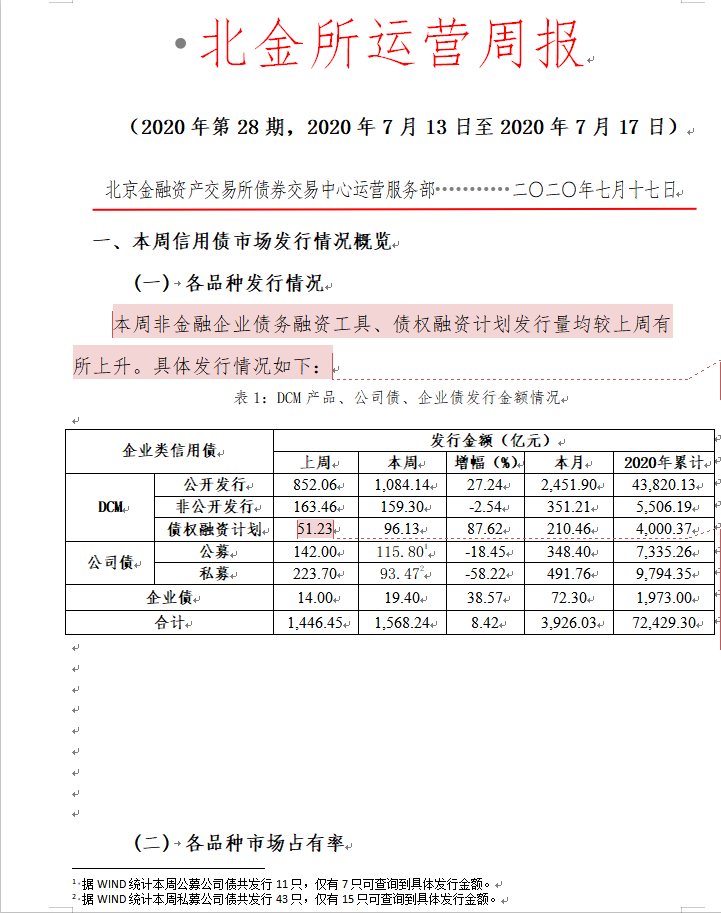 北金所运营周报
（2020 年第 28 期，2020 年 7 月 13 日至 2020 年 7 月 17 日）
北京金融资产交易所债券交易中心运营服务部 二〇二〇年七月十七日
一、本周信用债市场发行情况概览
（一） 各品种发行情况
本周非金融企业债务融资工具、债权融资计划发行量均较上周有
所上升。具体发行情况如下：
表 1：DCM 产品、公司债、企业债发行金额情况
企业类信用债 发行金额（亿元）
上周 本周 增幅（%） 本月 2020年累计
DCM 公开发行 852.06 1,084.14 27.24 2,451.90 43,820.13
非公开发行 163.46 159.30 -2.54 351.21 5,506.19
债权融资计划 51.23 96.13 87.62 210.46 4,000.37
公司债 公募 142.00 115.80¹ -18.45 348.40 7,335.26
私募 223.70 93.47² -58.22 491.76 9,794.35
企业债 14.00 19.40 38.57 72.30 1,973.00
合计 1,446.45 1,568.24 8.42 3,926.03 72,429.30
（二） 各品种市场占有率
¹ 据 WIND 统计本周公募公司债共发行 11 只，仅有 7 只可查询到具体发行金额。
² 据 WIND 统计本周私募公司债共发行 43 只，仅有 15 只可查询到具体发行金额。